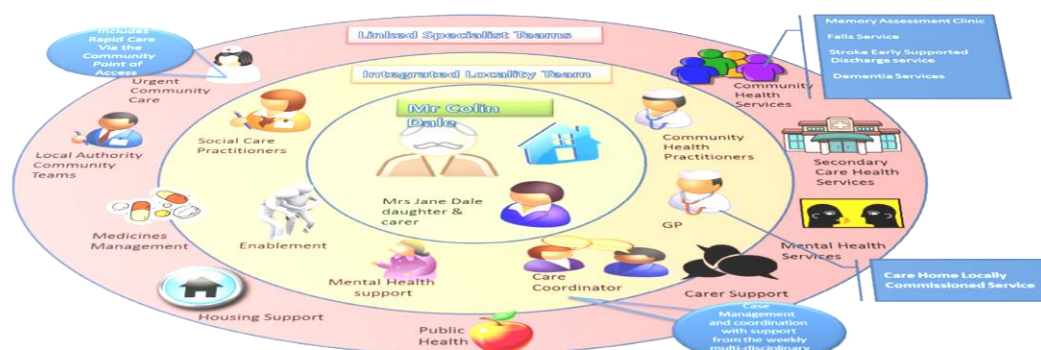 Includes
Rapid Care
Via the
Community
Point of
Access
Urgent
Community
Care
Linked Specialist Teams
Integrated Locality Team
Mr Colin
Dale
Mrs Jane Dale
daughter &
carer
Social Care
Practitioners
Local Authority
Community
Teams
Medicines
Management
Enablement
Mental Health
support
Housing Support
Public
Health
Care
Coordinator
Carer Support
GP
Community
Health
Practitioners
Community
Health
Services
Secondary
Care Health
Services
Mental Health
Services
Memory Assessment Clinic
Falls Service
Stroke Early Supported
Discharge service
Dementia Services
Care Home Locally
Commissioned Service
Case
Management
and coordination
with support
from the weekly
multi-disciplinary